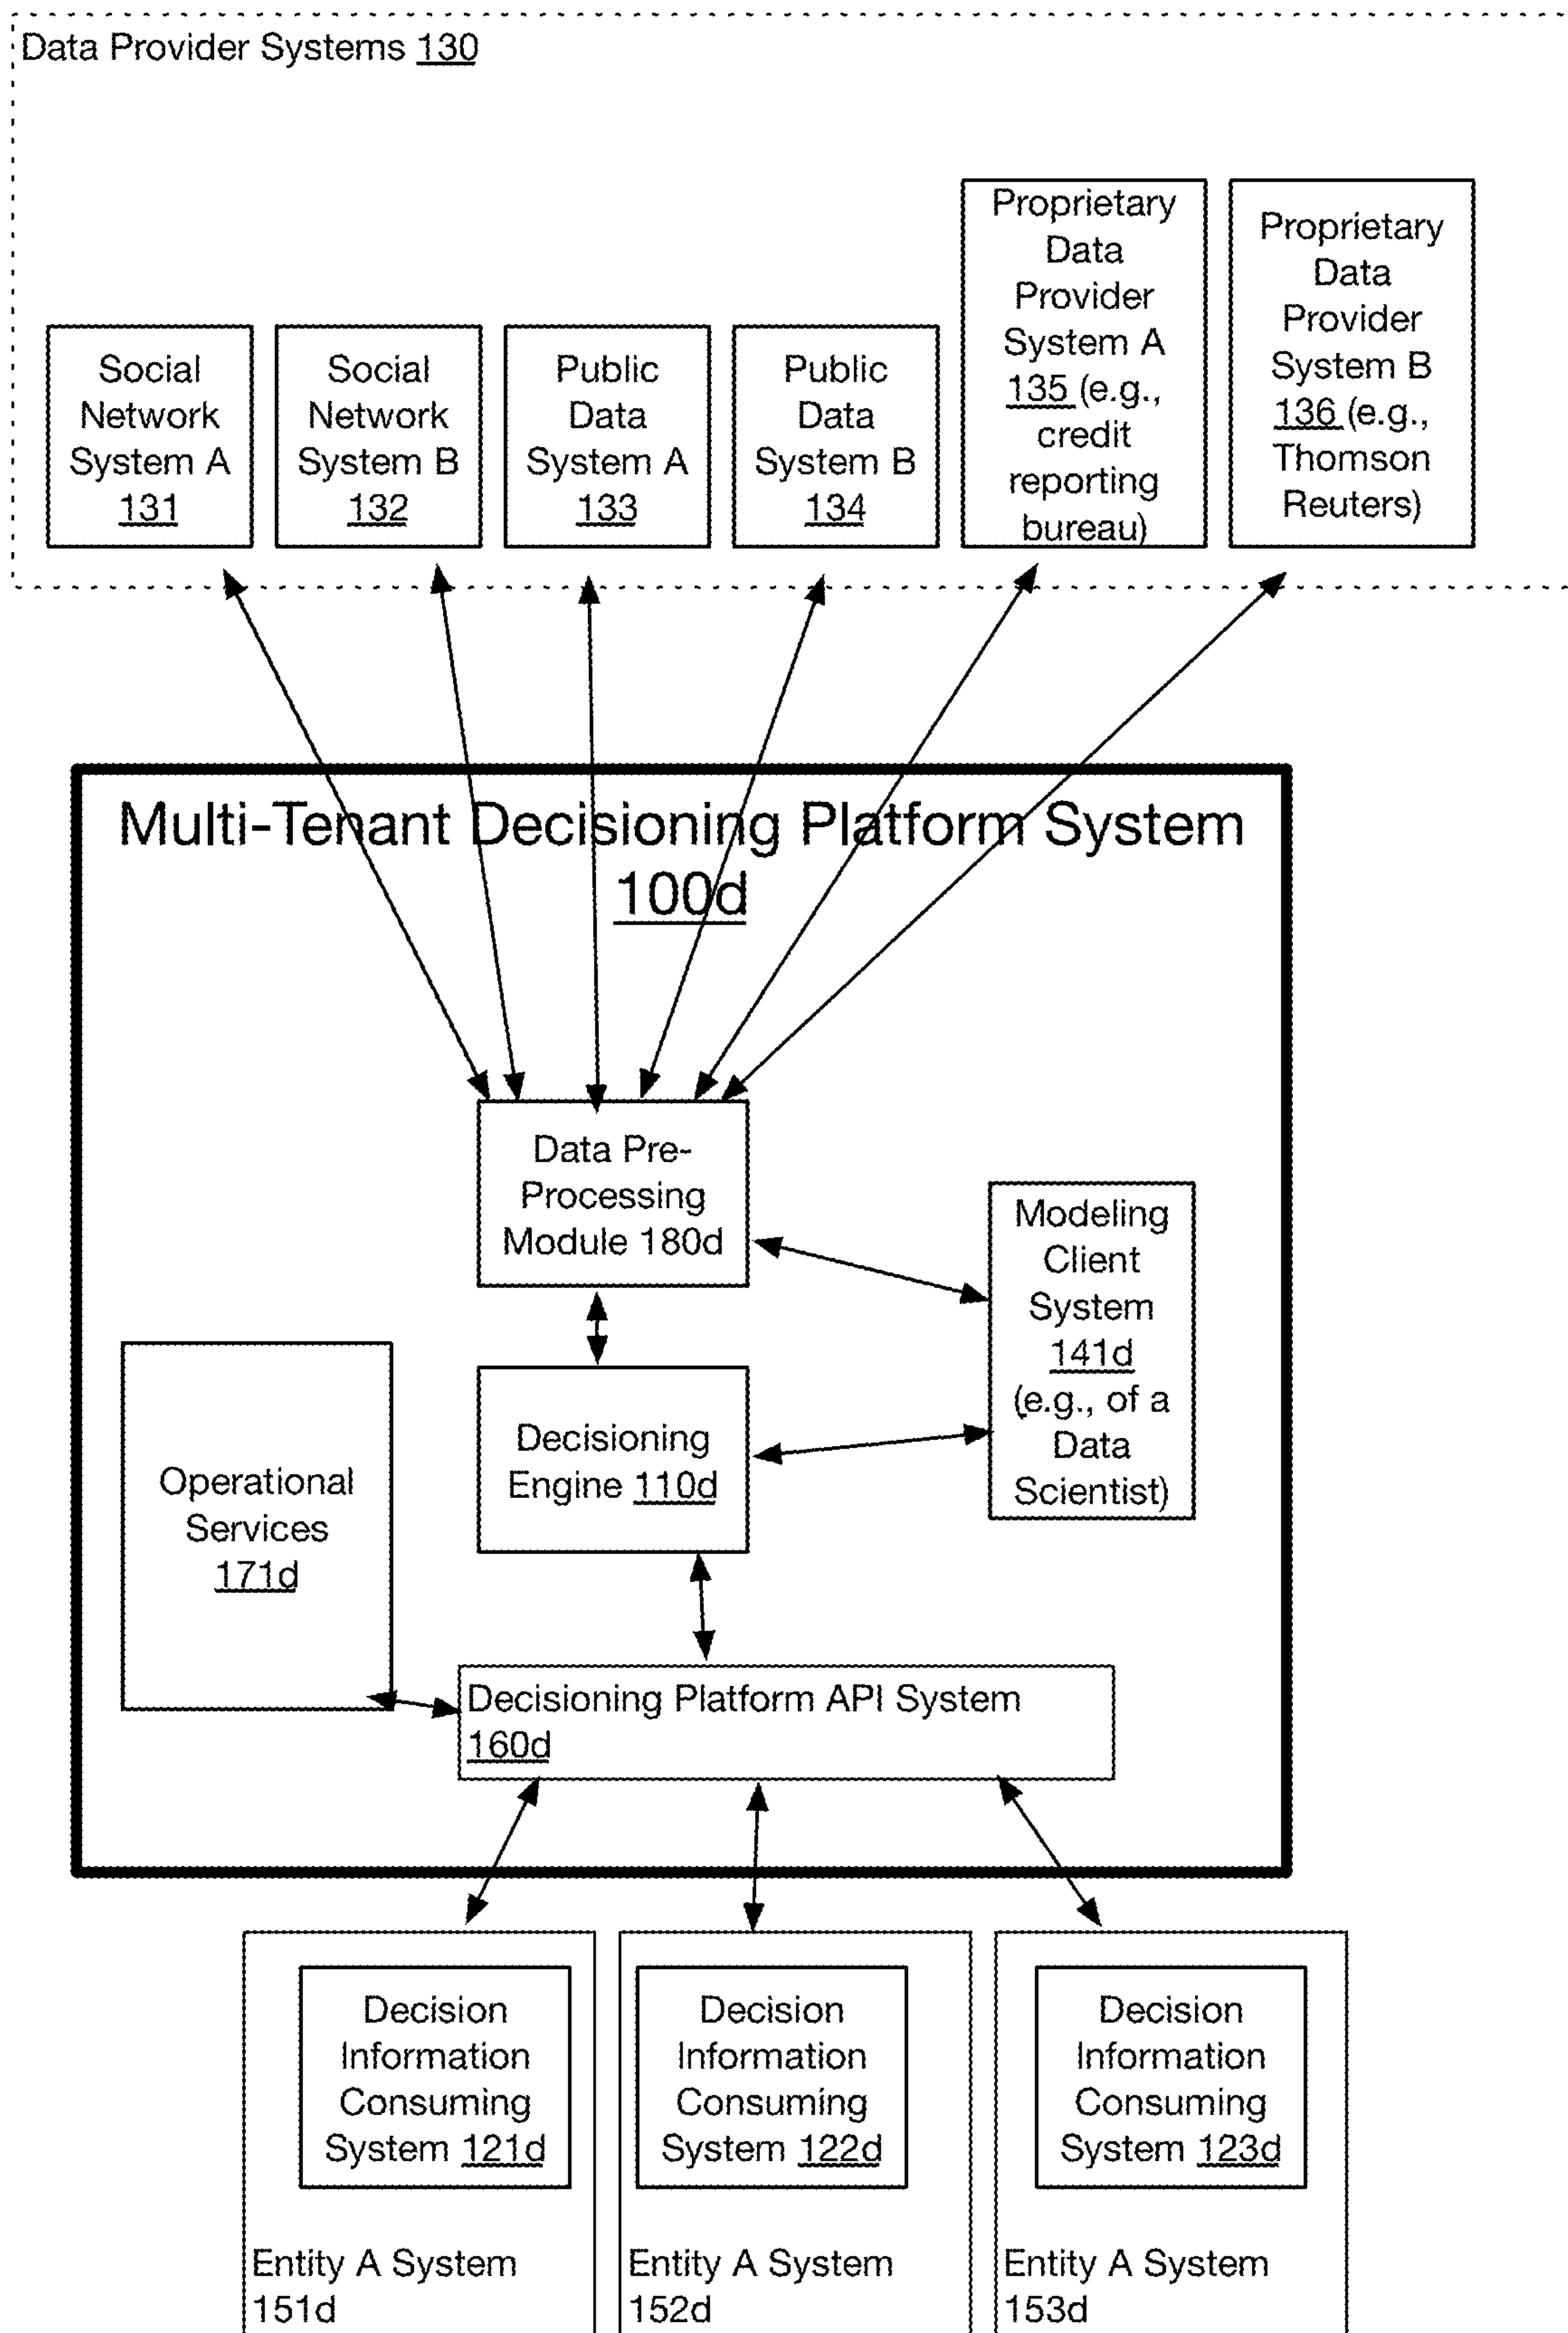 Data Provider Systems 130
Social
Network
System A
131
Social
Network
System B
132
Public
Data
System A
133
Public
Data
System B
134
Proprietary
Data
Provider
System A
135 (e.g.,
credit
reporting
bureau)
Proprietary
Data
Provider
System B
136 (e.g.,
Thomson
Reuters)
Multi-Tenant Decisioning Platform System
100d
Data Pre-
Processing
Module 180d
Modeling
Client
System
141d
(e.g., of a
Data
Scientist)
Decisioning
Engine 110d
Operational
Services
171d
Decisioning Platform API System
160d
Decision
Information
Consuming
System 121d
Entity A System
151d
Decision
Information
Consuming
System 122d
Entity A System
152d
Decision
Information
Consuming
System 123d
Entity A System
153d